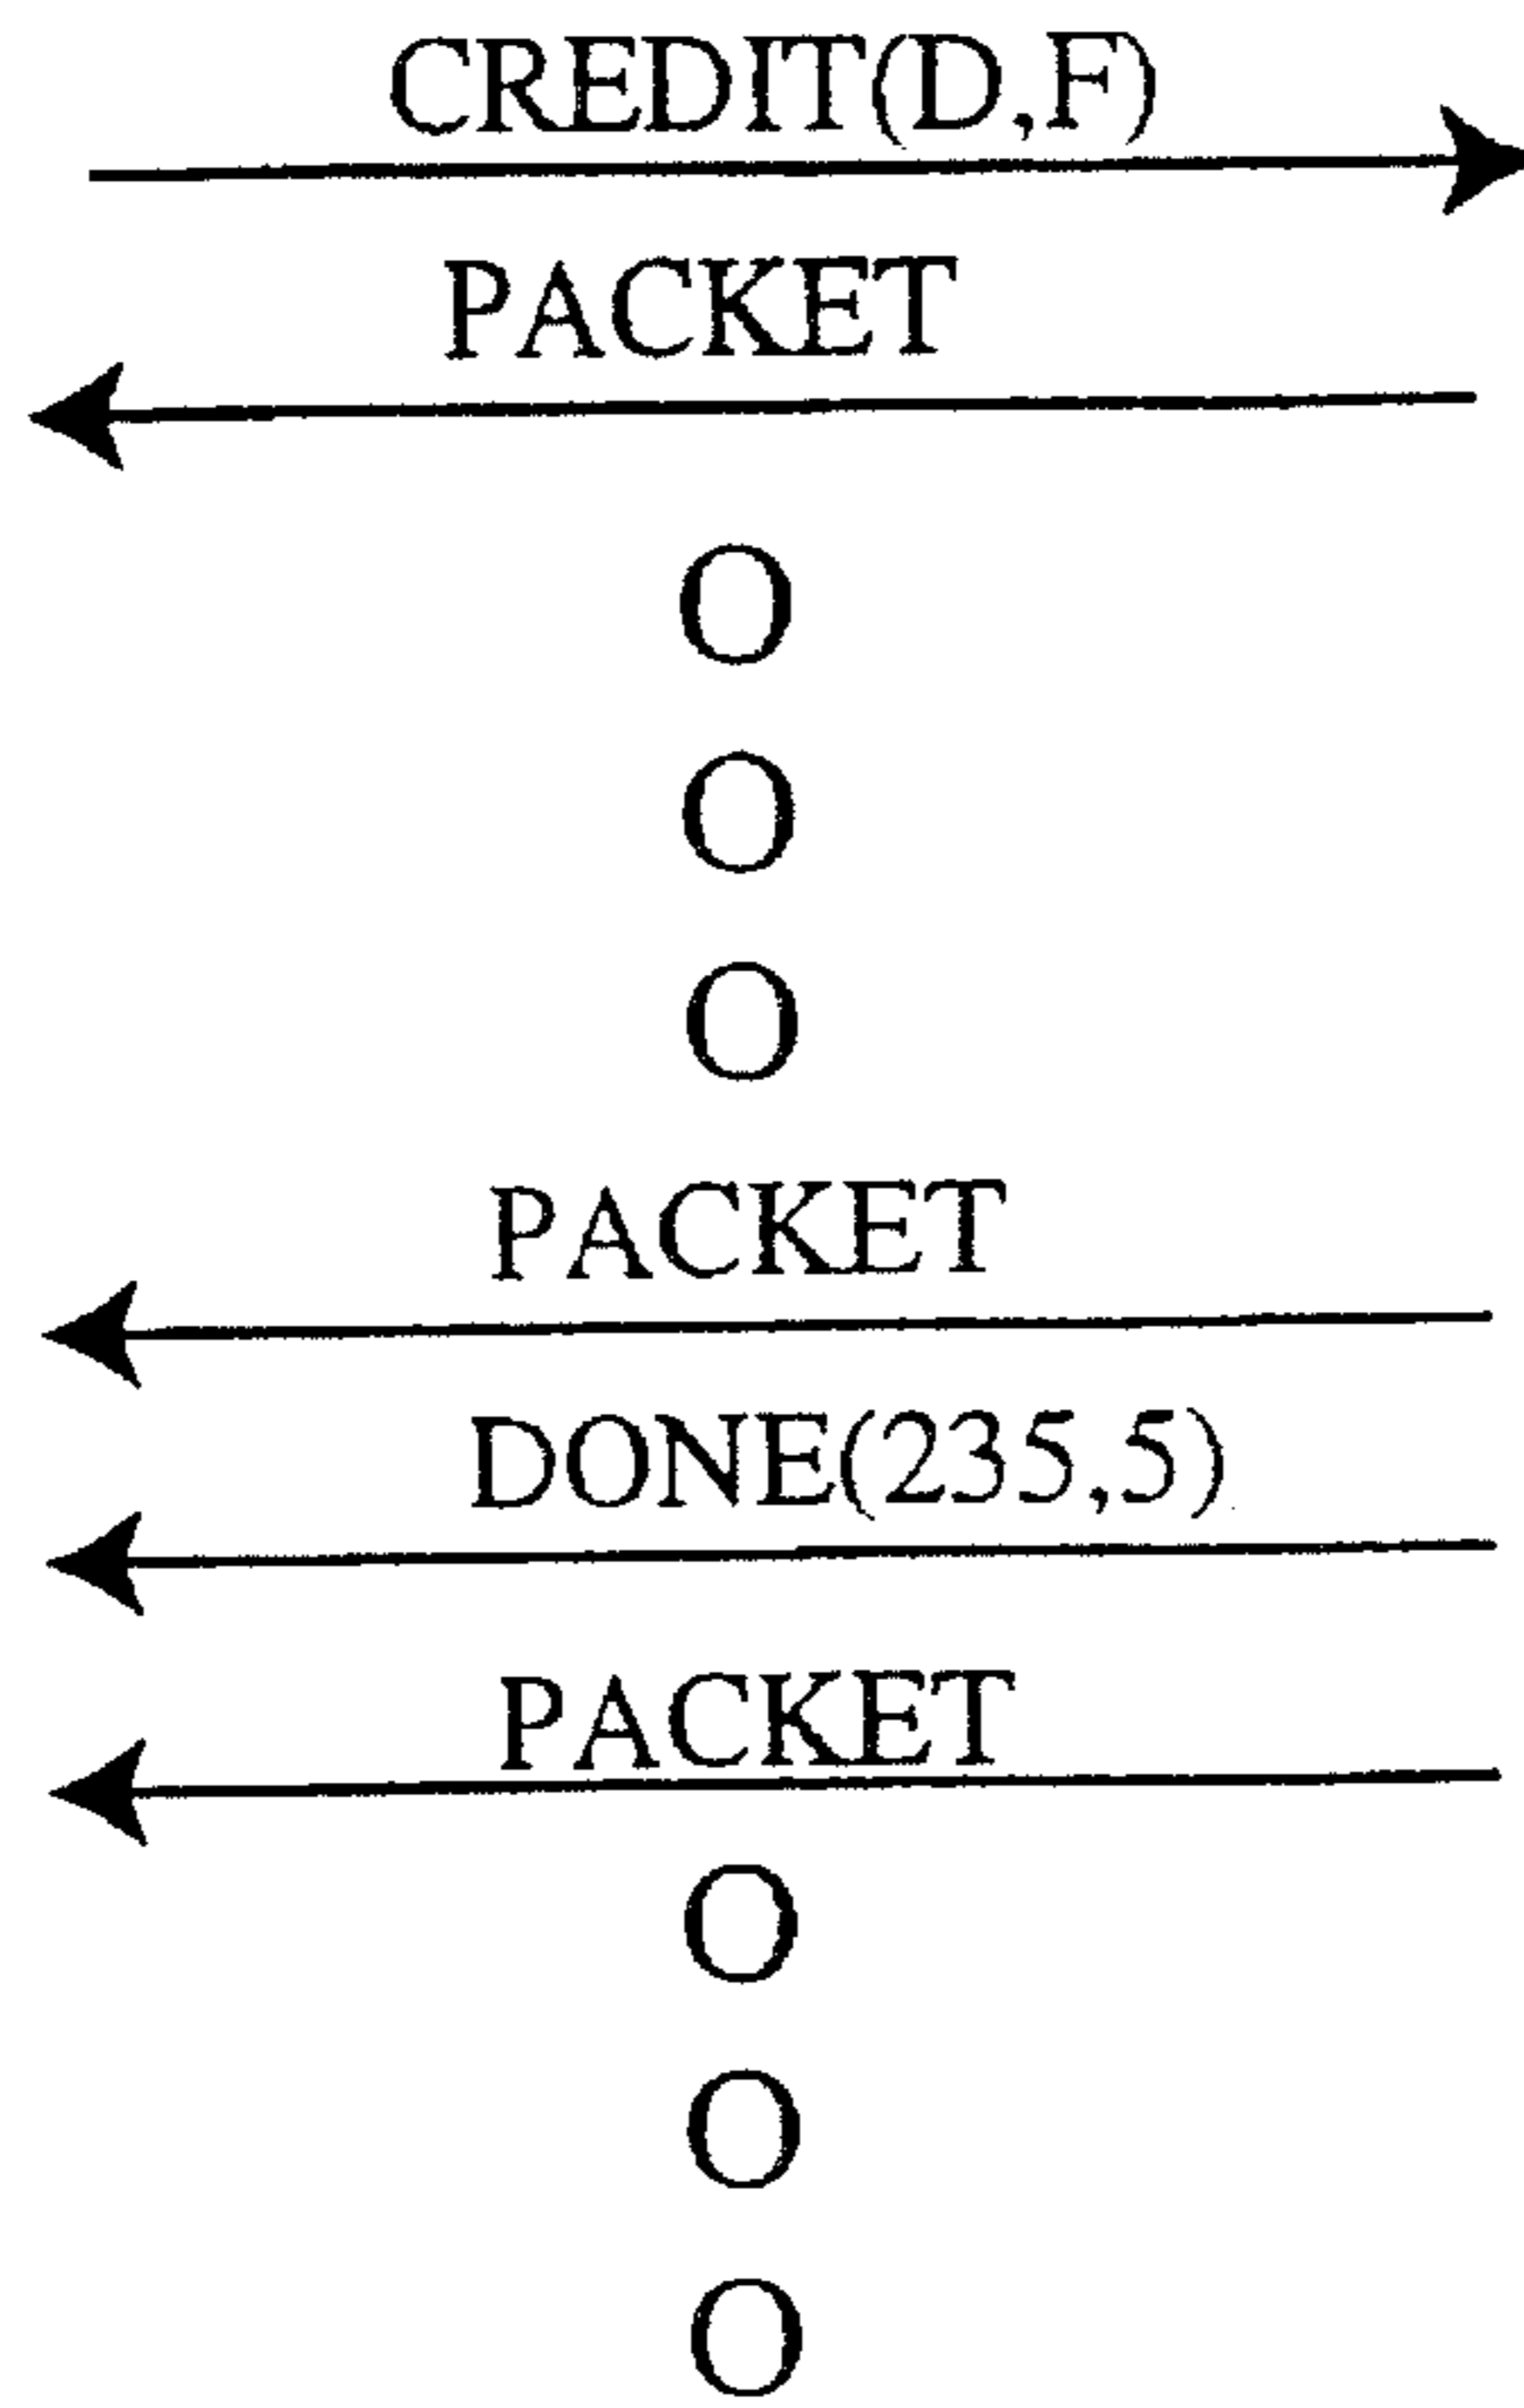 CREDIT(D,F)
PACKET
O
O
O
PACKET
DONE(235,5)
PACKET
O
O
O